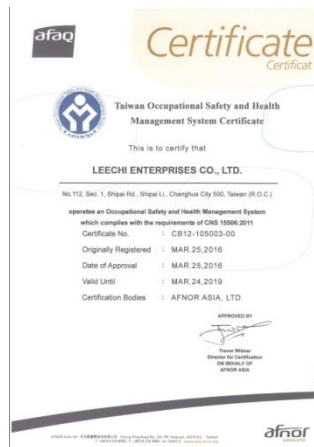 afaq
Certificate
Certificat
Taiwan Occupational Safety and Health
Management System Certificate
This is to certify that
LEECHI ENTERPRISES CO., LTD.
No.112, Sec. 1, Shipai Rd., Shipai Li., Changhua City 500, Taiwan (R.O.C.)
operates an Occupational Safety and Health Management System
which complies with the requirements of CNS 15506:2011
Certificate No. : CB12-105003-00
Originally Registered : MAR.25,2016
Date of Approval : MAR.25,2016
Valid Until : MAR.24,2019
Certification Bodies : AFNOR ASIA, LTD.
APPROVED BY
Trevor Wilmer
Director for Certification
ON BEHALF OF
AFNOR ASIA
afnor